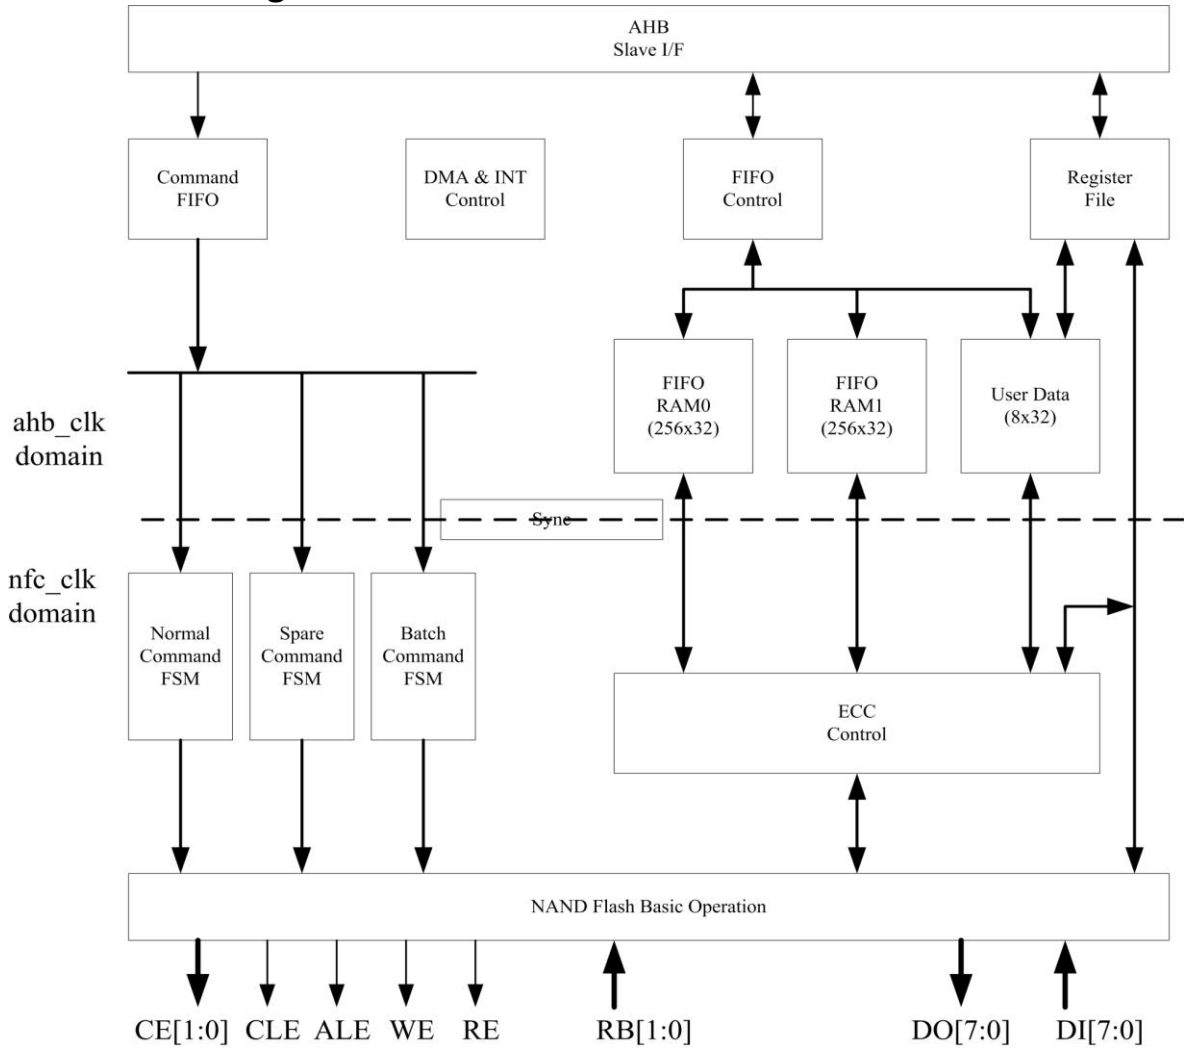 AHB
Slave I/F
Command
FIFO
DMA & INT
Control
FIFO
Control
Register
File
FIFO
RAM0
(256x32)
FIFO
RAM1
(256x32)
User Data
(8x32)
ahb_clk
domain
Sync
nfc_clk
domain
Normal
Command
FSM
Spare
Command
FSM
Batch
Command
FSM
ECC
Control
NAND Flash Basic Operation
CE[1:0] CLE ALE WE RE RB[1:0] DO[7:0] DI[7:0]